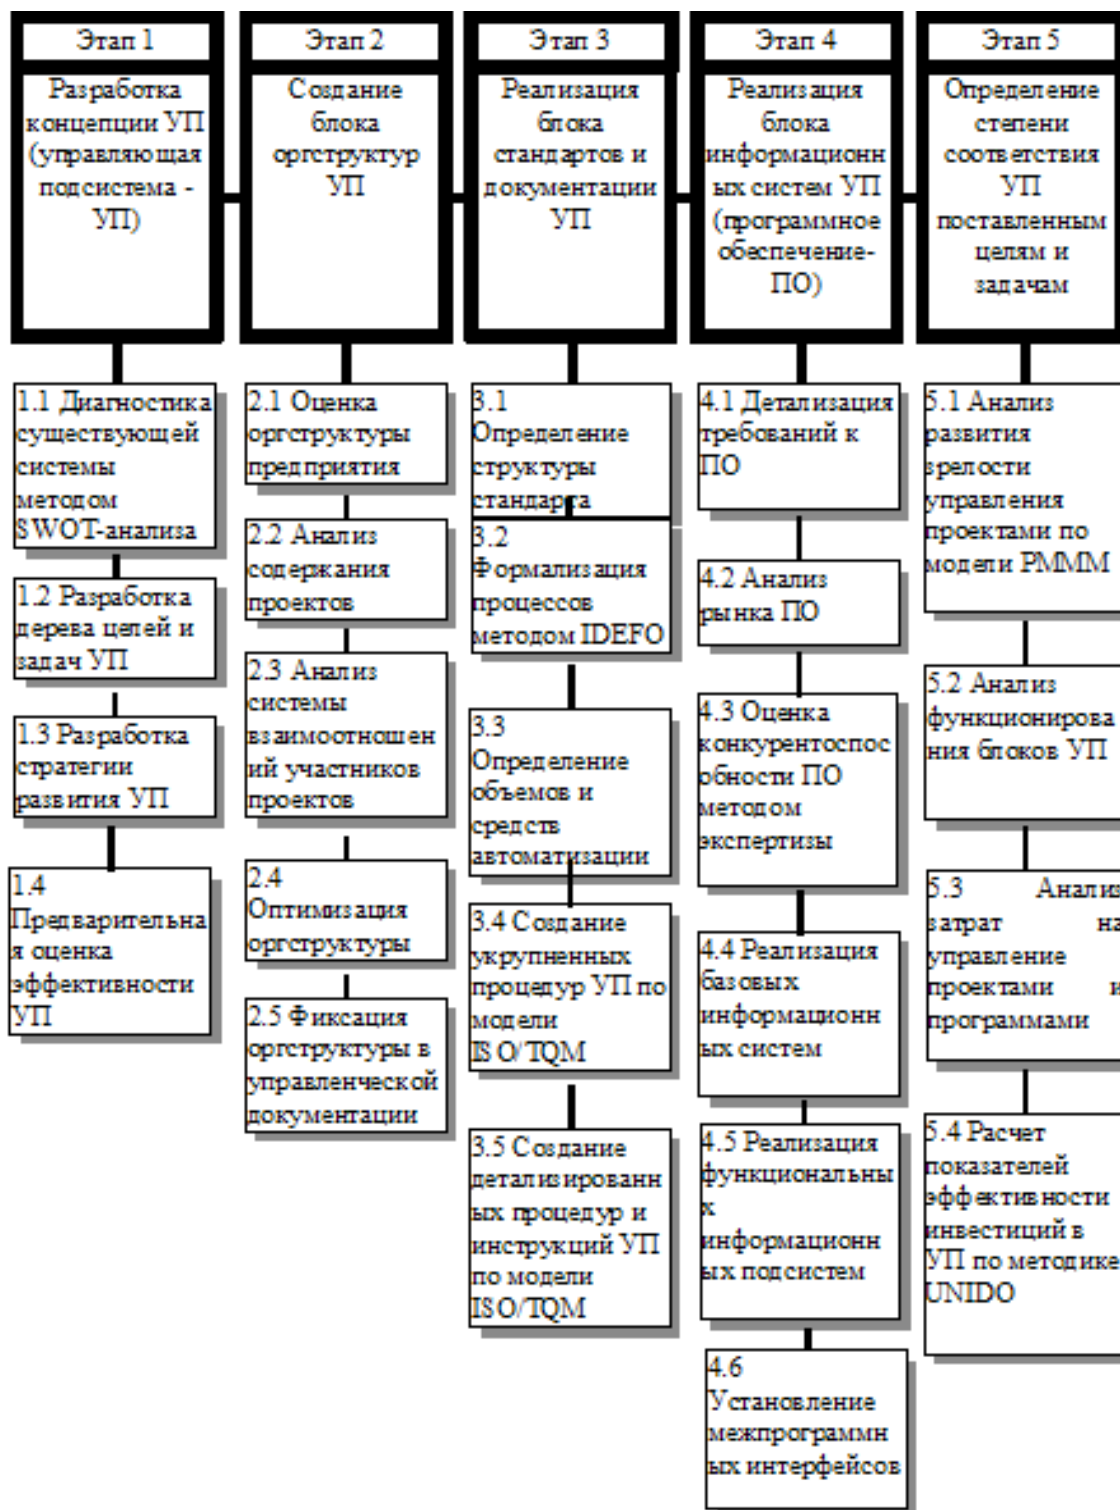 Этап 1
Разработка
концепции УП
(управляющая
подсистема -
УП)
1.1 Диагностика
существующей
системы
методом
SWOT-анализа
1.2 Разработка
дерева целей и
задач УП
1.3 Разработка
стратегии
развития УП
1.4
Предварительна
я оценка
эффективности
УП
Этап 2
Создание
блока
оргструктур
УП
2.1 Оценка
оргструктуры
предприятия
2.2 Анализ
содержания
проектов
2.3 Анализ
системы
взаимоотношен
ий участников
проектов
2.4
Оптимизация
оргструктуры
2.5 Фиксация
оргструктуры в
управленческой
документации
Этап 3
Реализация
блока
стандартов и
документации
УП
3.1
Определение
структуры
стандарта
3.2
Формализация
процессов
методом IDEFO
3.3
Определение
объемов и
средств
автоматизации
3.4 Создание
укрупненных
процедур УП по
модели
ISO/TQM
3.5 Создание
детализированн
ых процедур и
инструкций УП
по модели
ISO/TQM
Этап 4
Реализация
блока
информационн
ых систем УП
(программное
обеспечение-
ПО)
4.1 Детализация
требований к
ПО
4.2 Анализ
рынка ПО
4.3 Оценка
конкурентоспос
обности ПО
методом
экспертизы
4.4 Реализация
базовых
информационн
ых систем
4.5 Реализация
функциональны
х
информационн
ых подсистем
4.6
Установление
межпрограммн
ых интерфейсов
Этап 5
Определение
степени
соответствия
УП
поставленным
целям и
задачам
5.1 Анализ
развития
зрелости
управления
проектами по
модели PMMM
5.2 Анализ
функционирова
ния блоков УП
5.3 Анализ
затрат на
управление
проектами и
программами
5.4 Расчет
показателей
эффективности
инвестиций в
УП по методике
UNIDO